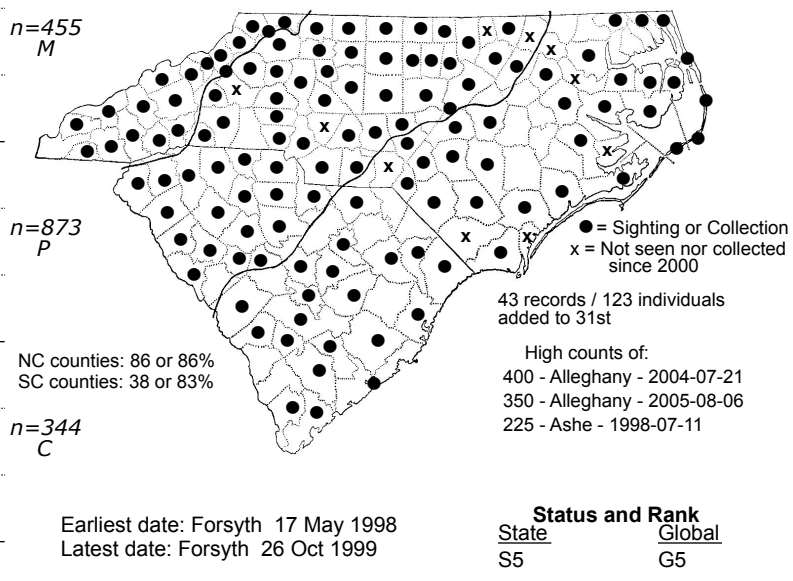 n=455
M
n=873
P
n=344
C
● = Sighting or Collection
x = Not seen nor collected
since 2000
43 records / 123 individuals
added to 31st
High counts of:
400 - Alleghany - 2004-07-21
350 - Alleghany - 2005-08-06
225 - Ashe - 1998-07-11
NC counties: 86 or 86%
SC counties: 38 or 83%
Earliest date: Forsyth 17 May 1998
Latest date: Forsyth 26 Oct 1999
Status and Rank
State Global
S5 G5
x
x
x
x
x
x
x
x
x
x